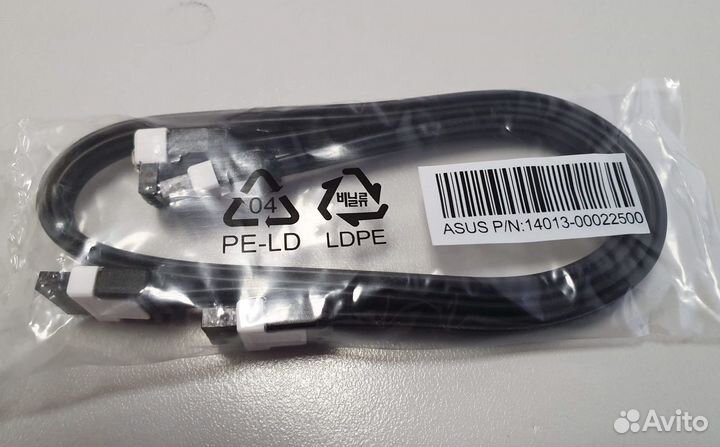 04
PE-LD
비닐류
LDPE
ASUS P/N:14013-00022500
Avito